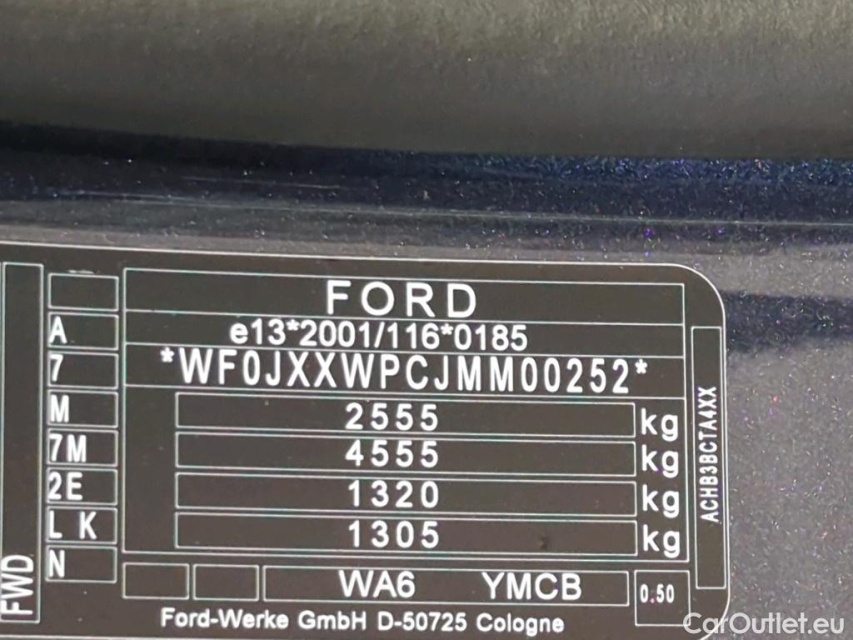 FORD
A
e13*2001/116*0185
7
*WF0JXXWPCJMM00252*
M
2555 kg
7M
4555 kg
2E
1320 kg
L K
1305 kg
N
WA6 YMCB
0.50
Ford-Werke GmbH D-50725 Cologne
FWD
ACHB3BCTA4XX
CarOutlet.eu